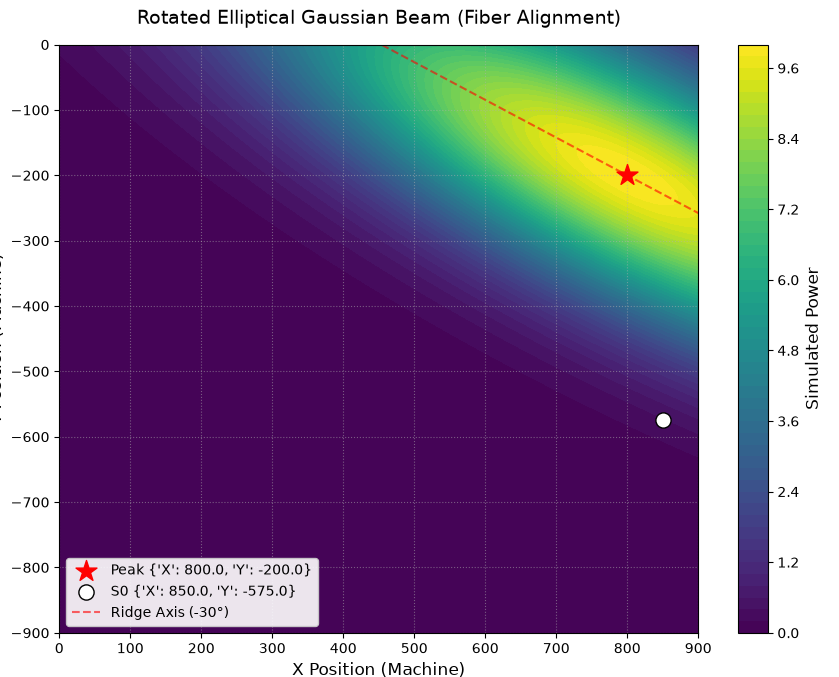 Rotated Elliptical Gaussian Beam (Fiber Alignment)
0
−100
−200
−300
−400
−500
−600
−700
−800
−900
0 100 200 300 400 500 600 700 800 900
X Position (Machine)
Peak {'X': 800.0, 'Y': -200.0}
S0 {'X': 850.0, 'Y': -575.0}
Ridge Axis (-30°)
9.6
8.4
7.2
6.0
4.8
3.6
2.4
1.2
0.0
Simulated Power